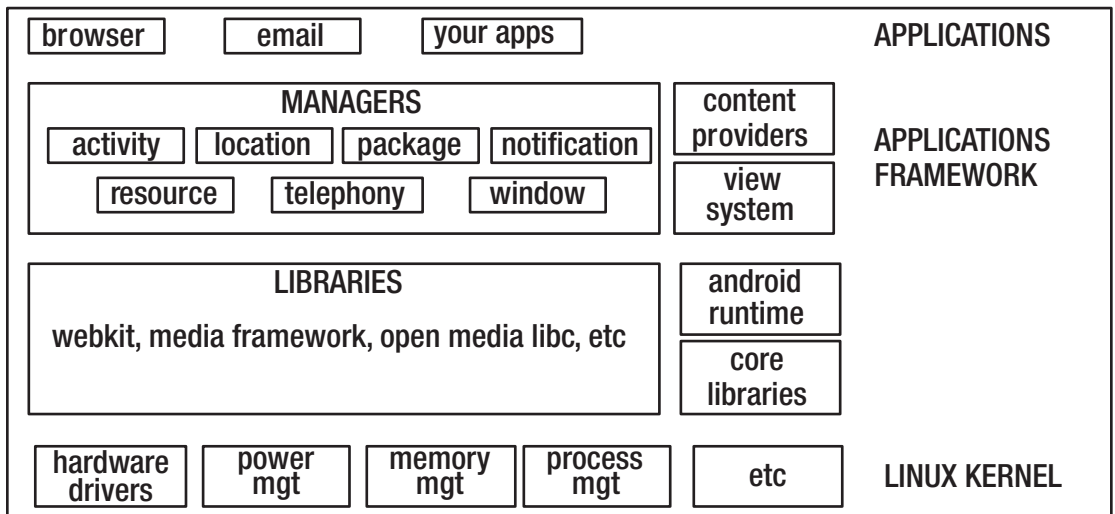 browser email your apps APPLICATIONS
MANAGERS
activity location package notification
resource telephony window
content
providers
view
system
APPLICATIONS
FRAMEWORK
LIBRARIES
webkit, media framework, open media libc, etc
android
runtime
core
libraries
hardware
drivers
power
mgt
memory
mgt
process
mgt
etc
LINUX KERNEL